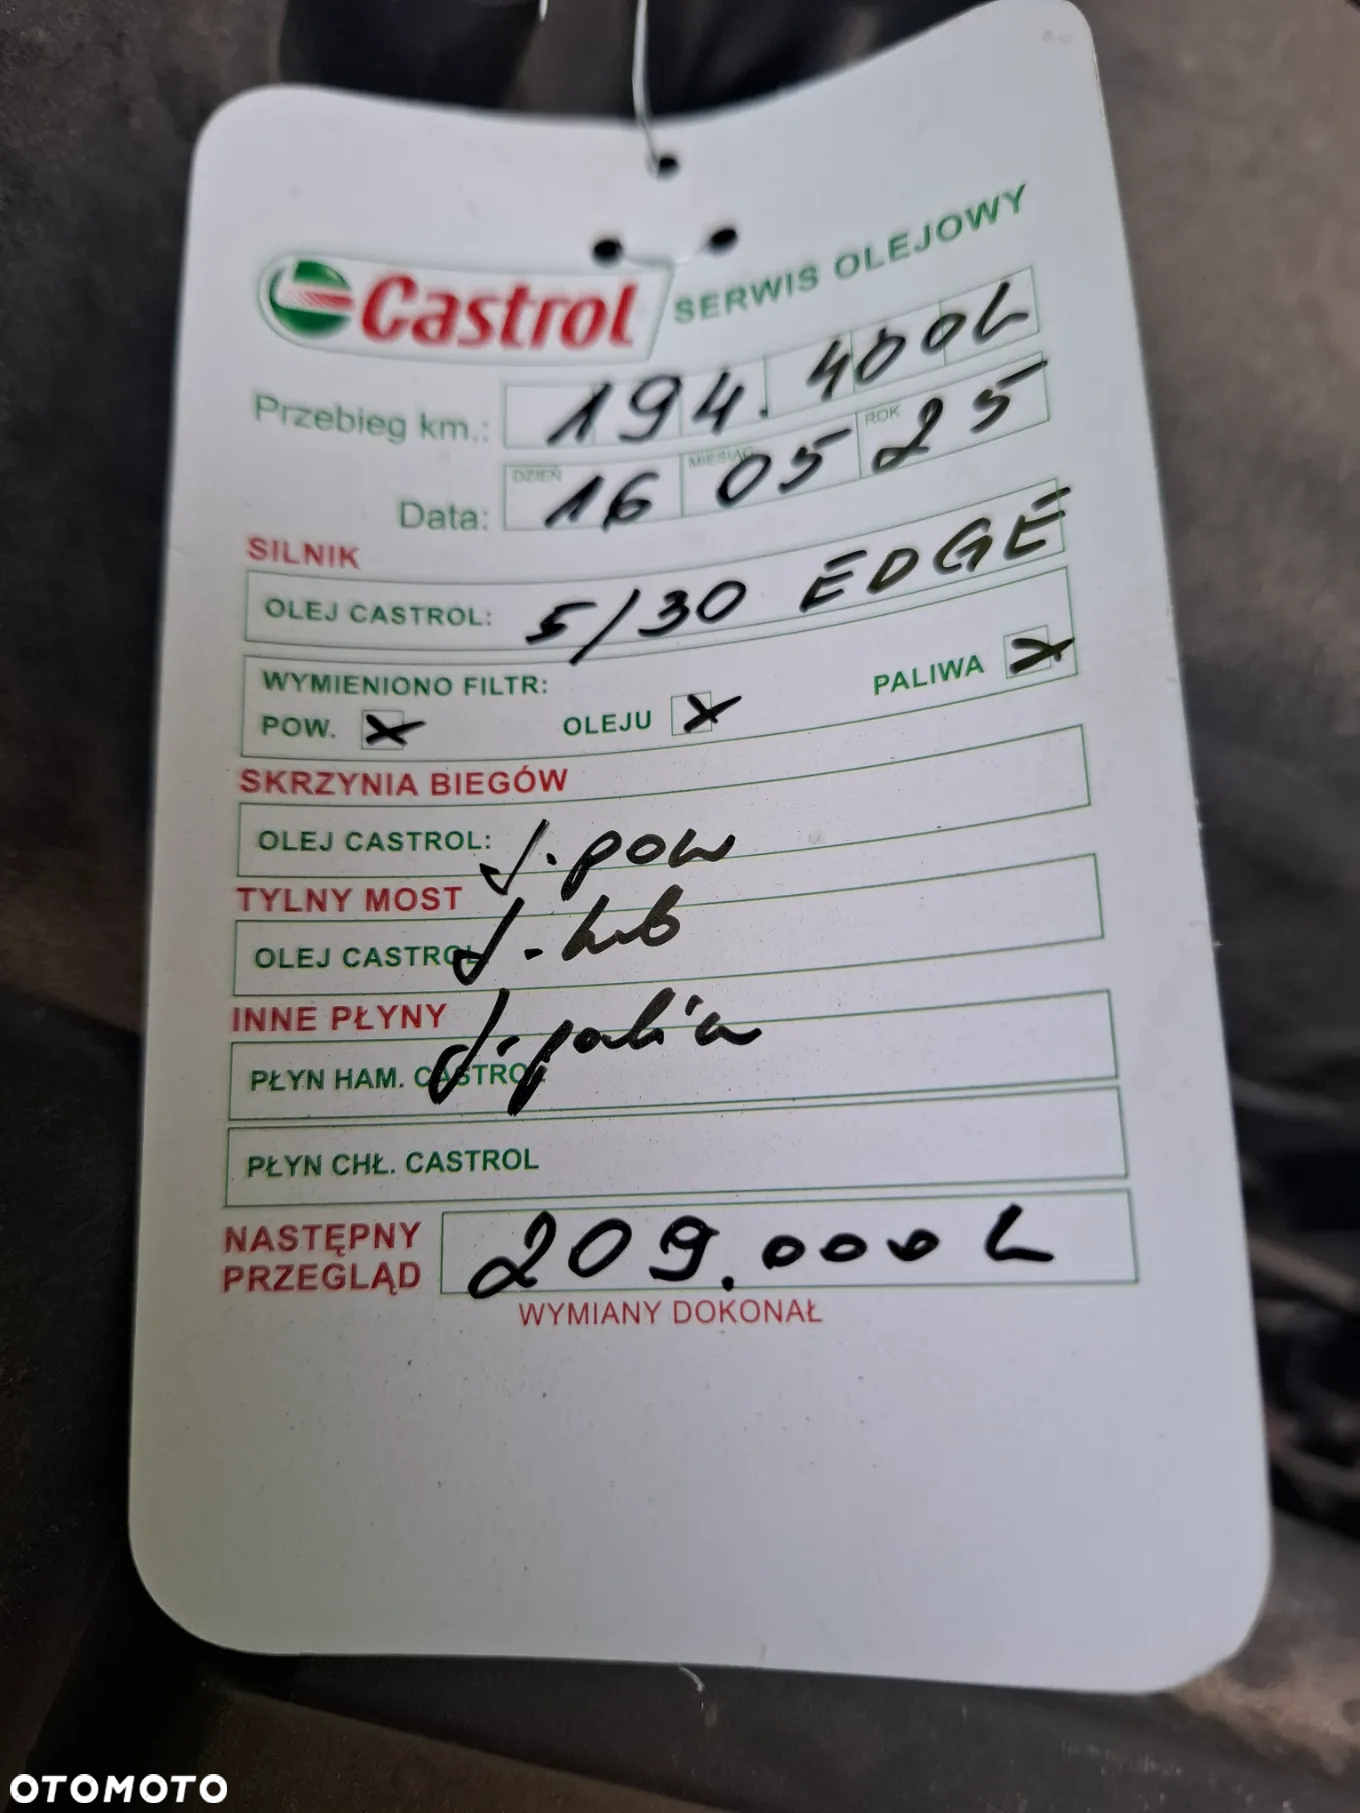 Castrol SERWIS OLEJOWY
Przebieg km.: 194.400
DZIEŃ MIESIĄC ROK
Data: 16 05 25
SILNIK
OLEJ CASTROL: 5/30 EDGE
WYMIENIONO FILTR:
POW. X OLEJU X PALIWA X
SKRZYNIA BIEGÓW
OLEJ CASTROL: f.pow
TYLNY MOST
OLEJ CASTROL
INNE PŁYNY
PŁYN HAM. CASTROL
PŁYN CHŁ. CASTROL
NASTĘPNY PRZEGLĄD 209.000
WYMIANY DOKONAŁ
OTOMOTO